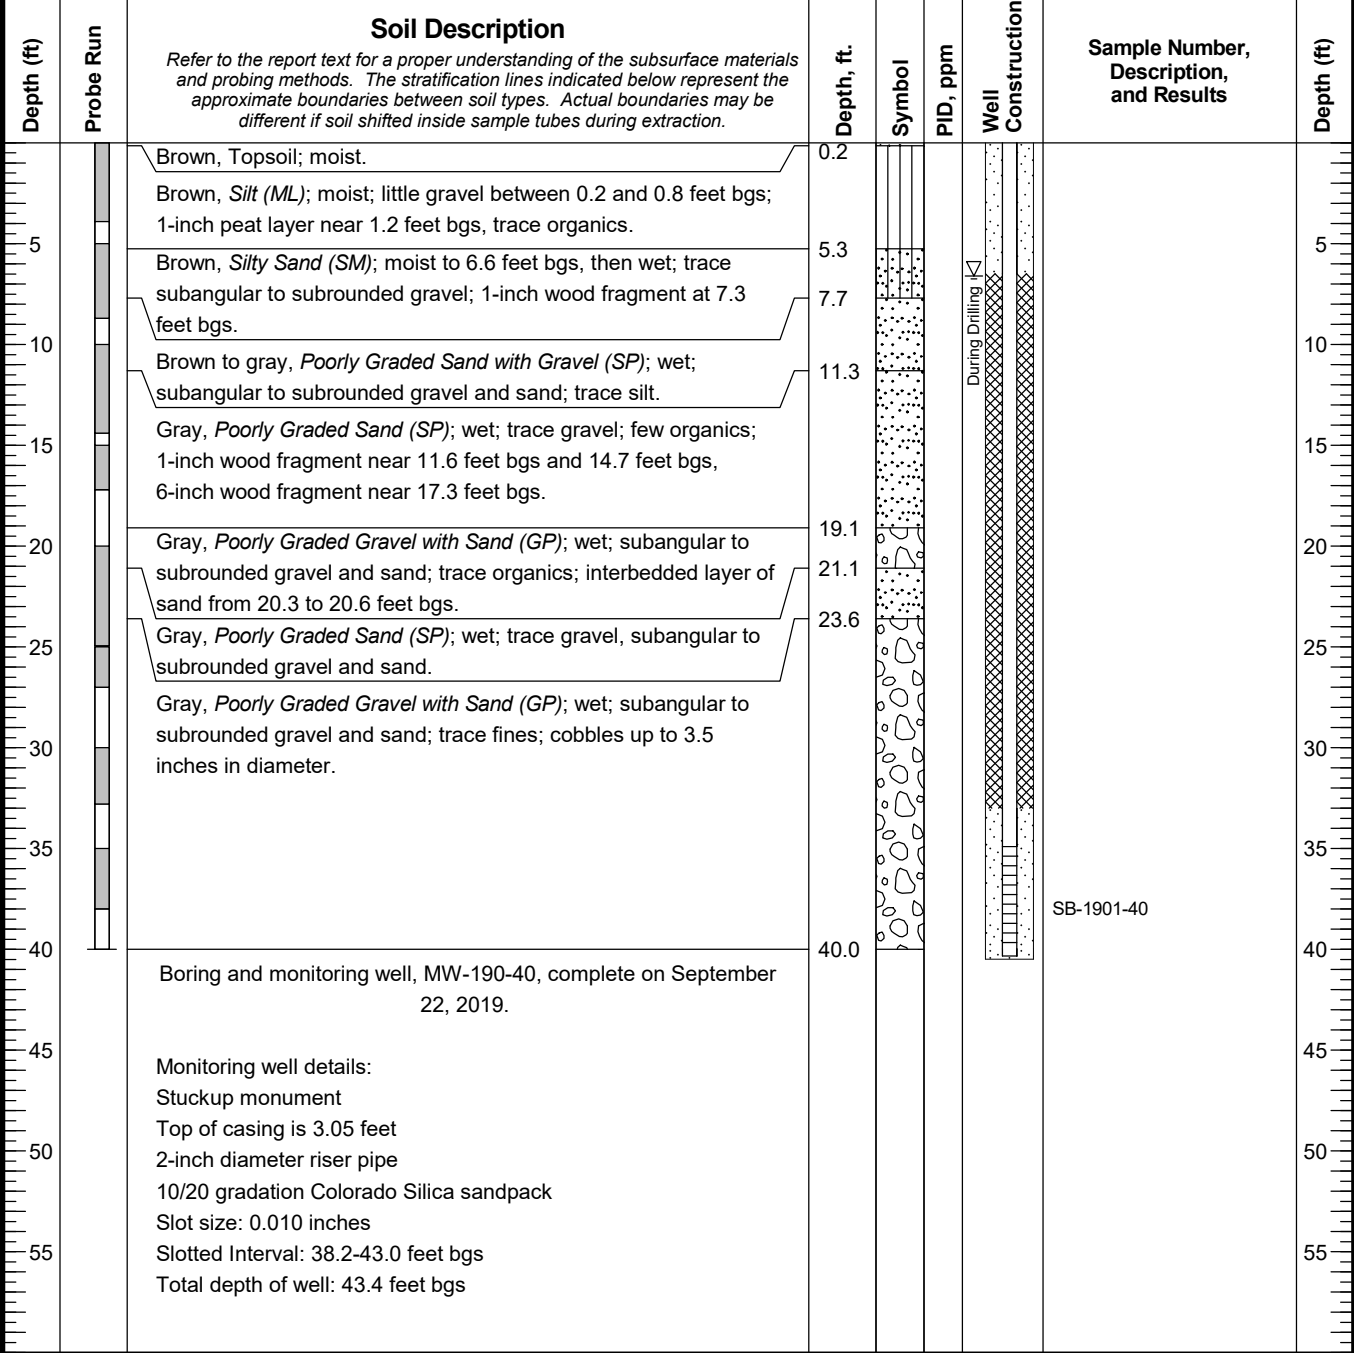 Depth (ft)
Probe Run
Soil Description
Refer to the report text for a proper understanding of the subsurface materials
and probing methods. The stratification lines indicated below represent the
approximate boundaries between soil types. Actual boundaries may be
different if soil shifted inside sample tubes during extraction.
Depth, ft.
Symbol
PID, ppm
Well
Construction
Sample Number,
Description,
and Results
Depth (ft)
Brown, Topsoil; moist.
0.2
Brown, Silt (ML); moist; little gravel between 0.2 and 0.8 feet bgs;
1-inch peat layer near 1.2 feet bgs, trace organics.
5
5.3
5
Brown, Silty Sand (SM); moist to 6.6 feet bgs, then wet; trace
subangular to subrounded gravel; 1-inch wood fragment at 7.3
feet bgs.
7.7
During Drilling
10
10
Brown to gray, Poorly Graded Sand with Gravel (SP); wet;
subangular to subrounded gravel and sand; trace silt.
11.3
Gray, Poorly Graded Sand (SP); wet; trace gravel; few organics;
1-inch wood fragment near 11.6 feet bgs and 14.7 feet bgs,
6-inch wood fragment near 17.3 feet bgs.
15
15
19.1
Gray, Poorly Graded Gravel with Sand (GP); wet; subangular to
subrounded gravel and sand; trace organics; interbedded layer of
sand from 20.3 to 20.6 feet bgs.
20
21.1
20
23.6
Gray, Poorly Graded Sand (SP); wet; trace gravel, subangular to
subrounded gravel and sand.
25
25
Gray, Poorly Graded Gravel with Sand (GP); wet; subangular to
subrounded gravel and sand; trace fines; cobbles up to 3.5
inches in diameter.
30
30
35
35
SB-1901-40
40
40.0
40
Boring and monitoring well, MW-190-40, complete on September
22, 2019.
45
45
Monitoring well details:
Stuckup monument
Top of casing is 3.05 feet
50
50
2-inch diameter riser pipe
10/20 gradation Colorado Silica sandpack
Slot size: 0.010 inches
55
Slotted Interval: 38.2-43.0 feet bgs
55
Total depth of well: 43.4 feet bgs